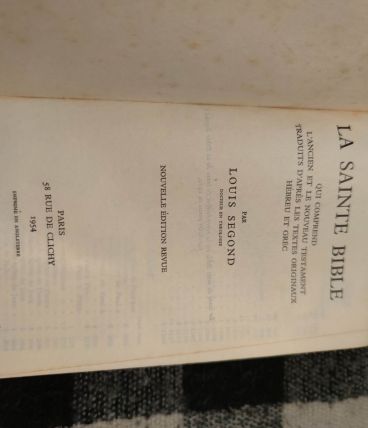 LA SAINTE BIBLE
QUI COMPREND
L'ANCIEN ET LE NOUVEAU TESTAMENT
TRADUITS D'APRÈS LES TEXTES ORIGINAUX
HÉBREU ET GREC
PAR
LOUIS SEGOND
DOCTEUR EN THÉOLOGIE
NOUVELLE ÉDITION REVUE
PARIS
58 RUE DE CLICHY
1954
IMPRIMÉ EN ANGLETERRE